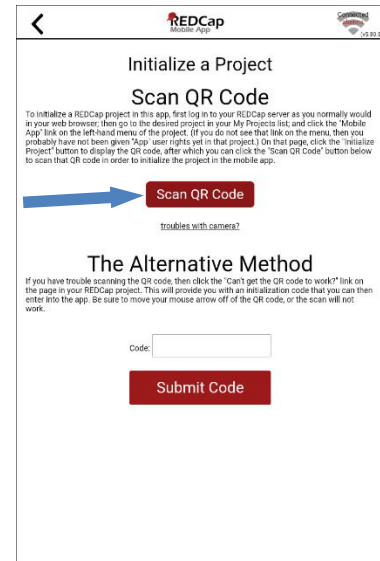 REDCap
Mobile App
Connected
(v5.80.5
Initialize a Project
Scan QR Code
To initialize a REDCap project in this app, first log in to your REDCap server as you normally would
in your web browser; then go to the desired project in your My Projects list; and click the "Mobile
App" link on the left-hand menu of the project. (If you do not see that link on the menu, then you
probably have not been given "App" user rights yet in that project.) On that page, click the "Initialize
Project" button to display the QR code, after which you can click the "Scan QR Code" button below
to scan that QR code in order to initialize the project in the mobile app.
Scan QR Code
troubles with camera?
The Alternative Method
If you have trouble scanning the QR code, then click the "Can't get the QR code to work?" link on
the page in your REDCap project. This will provide you with an initialization code that you can then
enter into the app. Be sure to move your mouse arrow off of the QR code, or the scan will not
work.
Code:
Submit Code